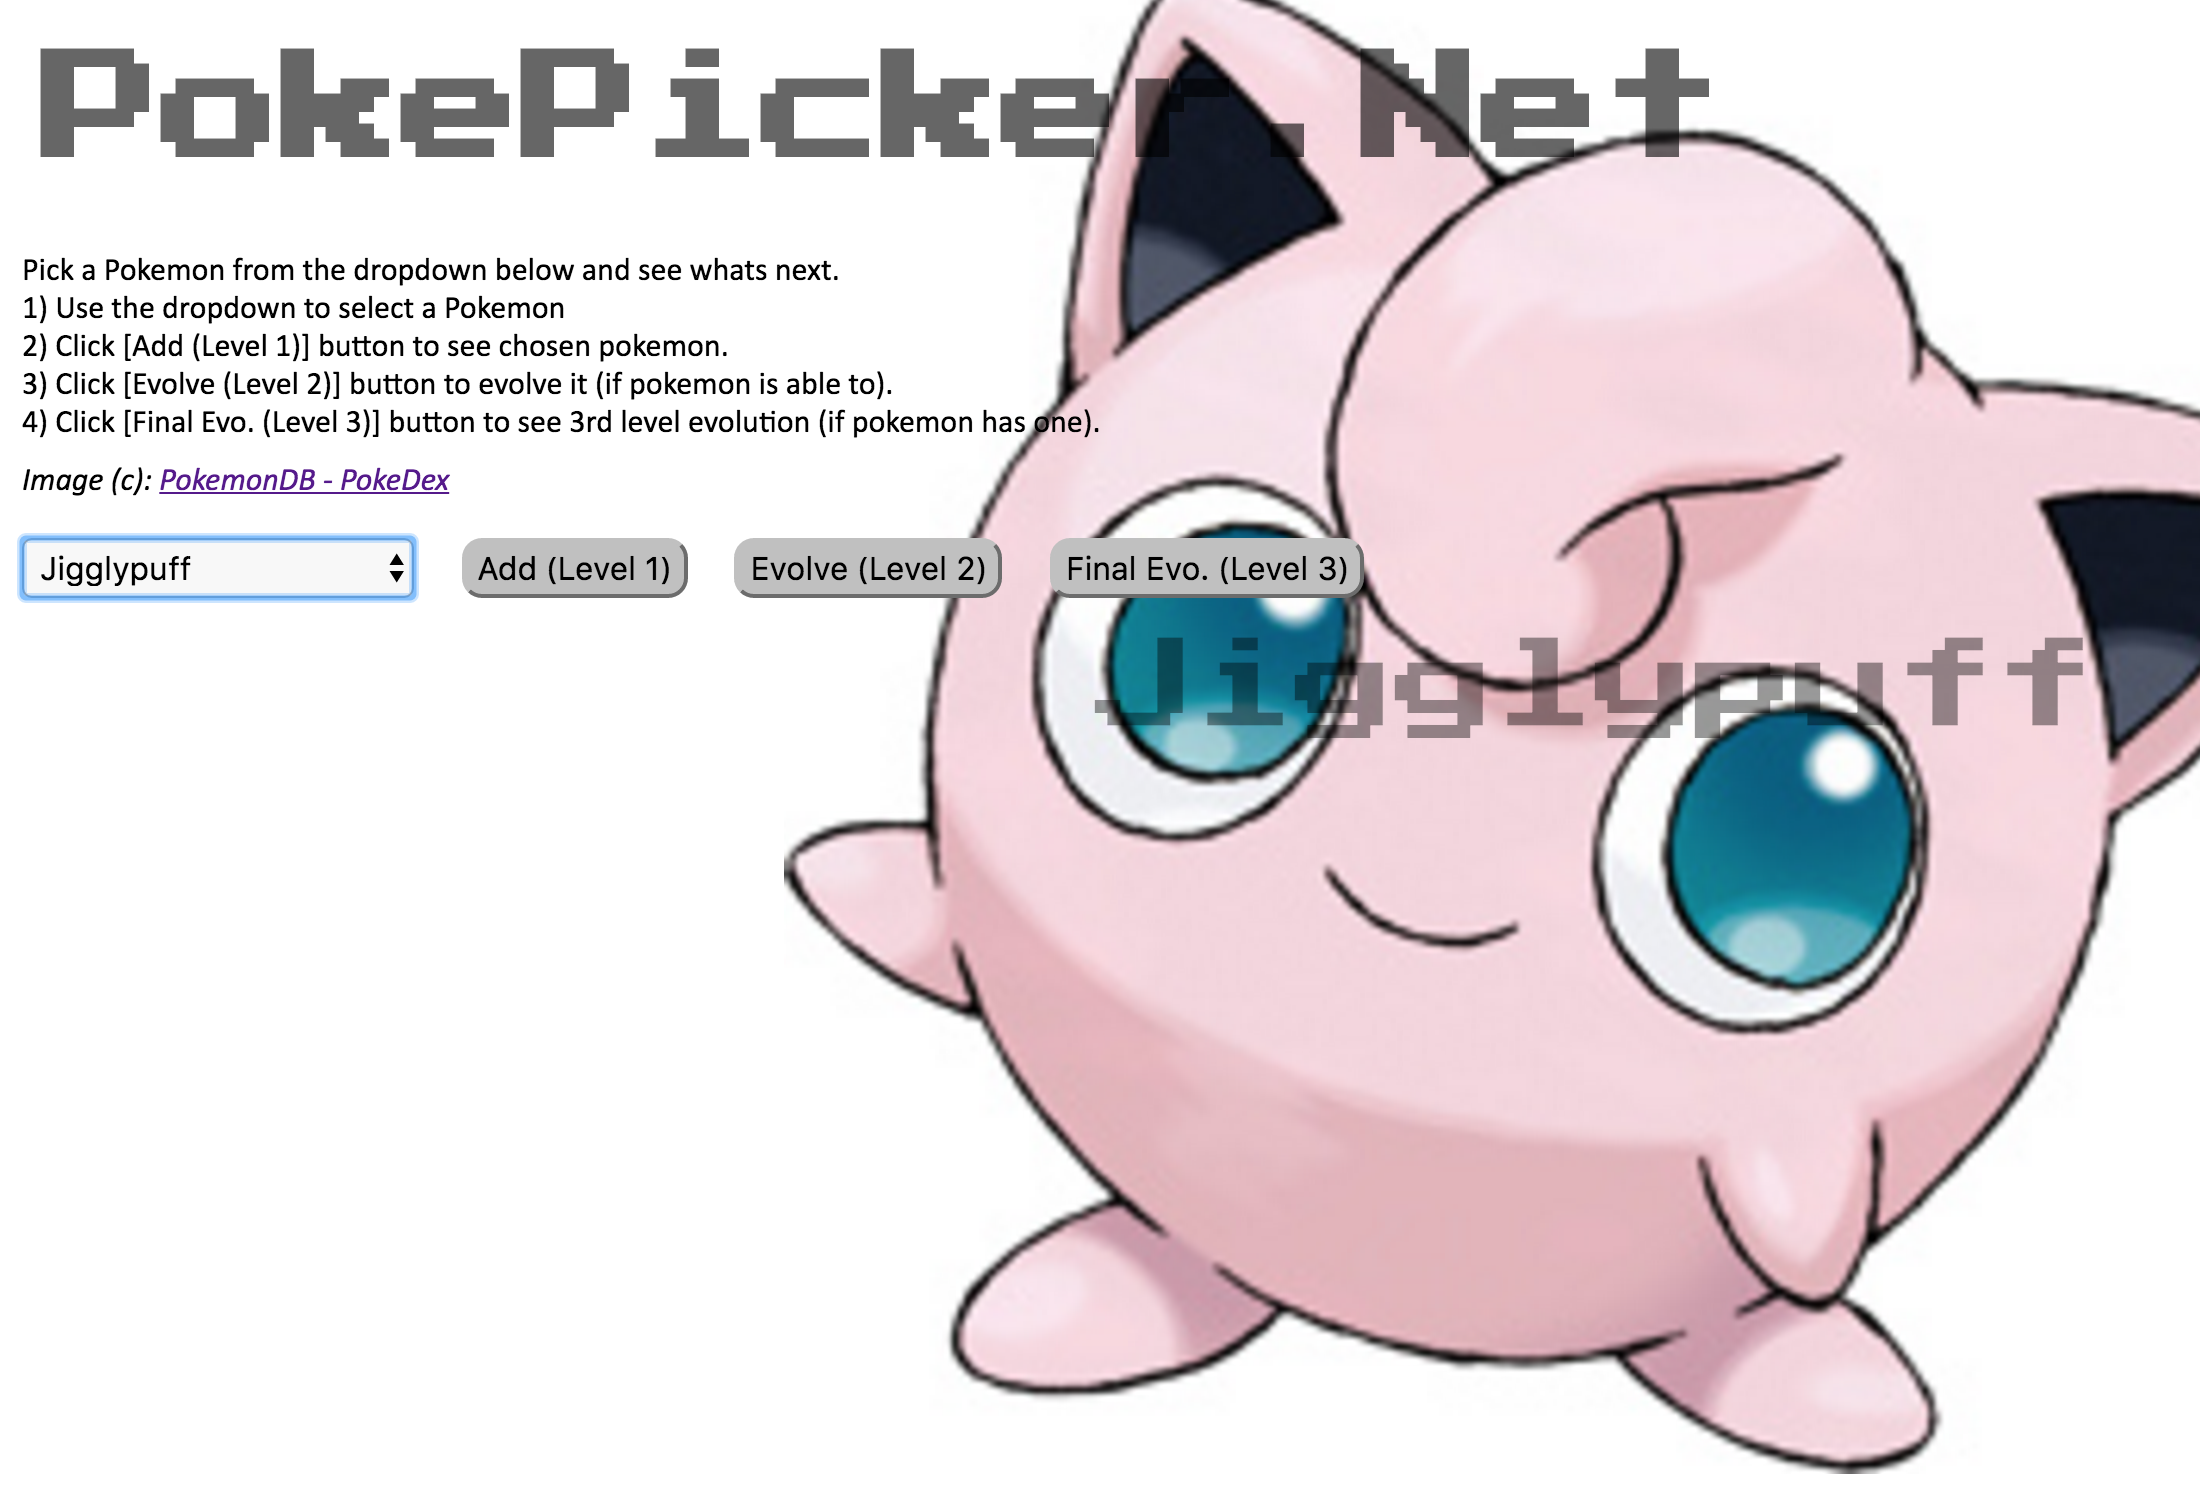 PokePicker.Net
Pick a Pokemon from the dropdown below and see whats next.
1) Use the dropdown to select a Pokemon
2) Click [Add (Level 1)] button to see chosen pokemon.
3) Click [Evolve (Level 2)] button to evolve it (if pokemon is able to).
4) Click [Final Evo. (Level 3)] button to see 3rd level evolution (if pokemon has one).
Image (c): PokemonDB - PokeDex
Jigglypuff Add (Level 1) Evolve (Level 2) Final Evo. (Level 3)
Jigglypuff